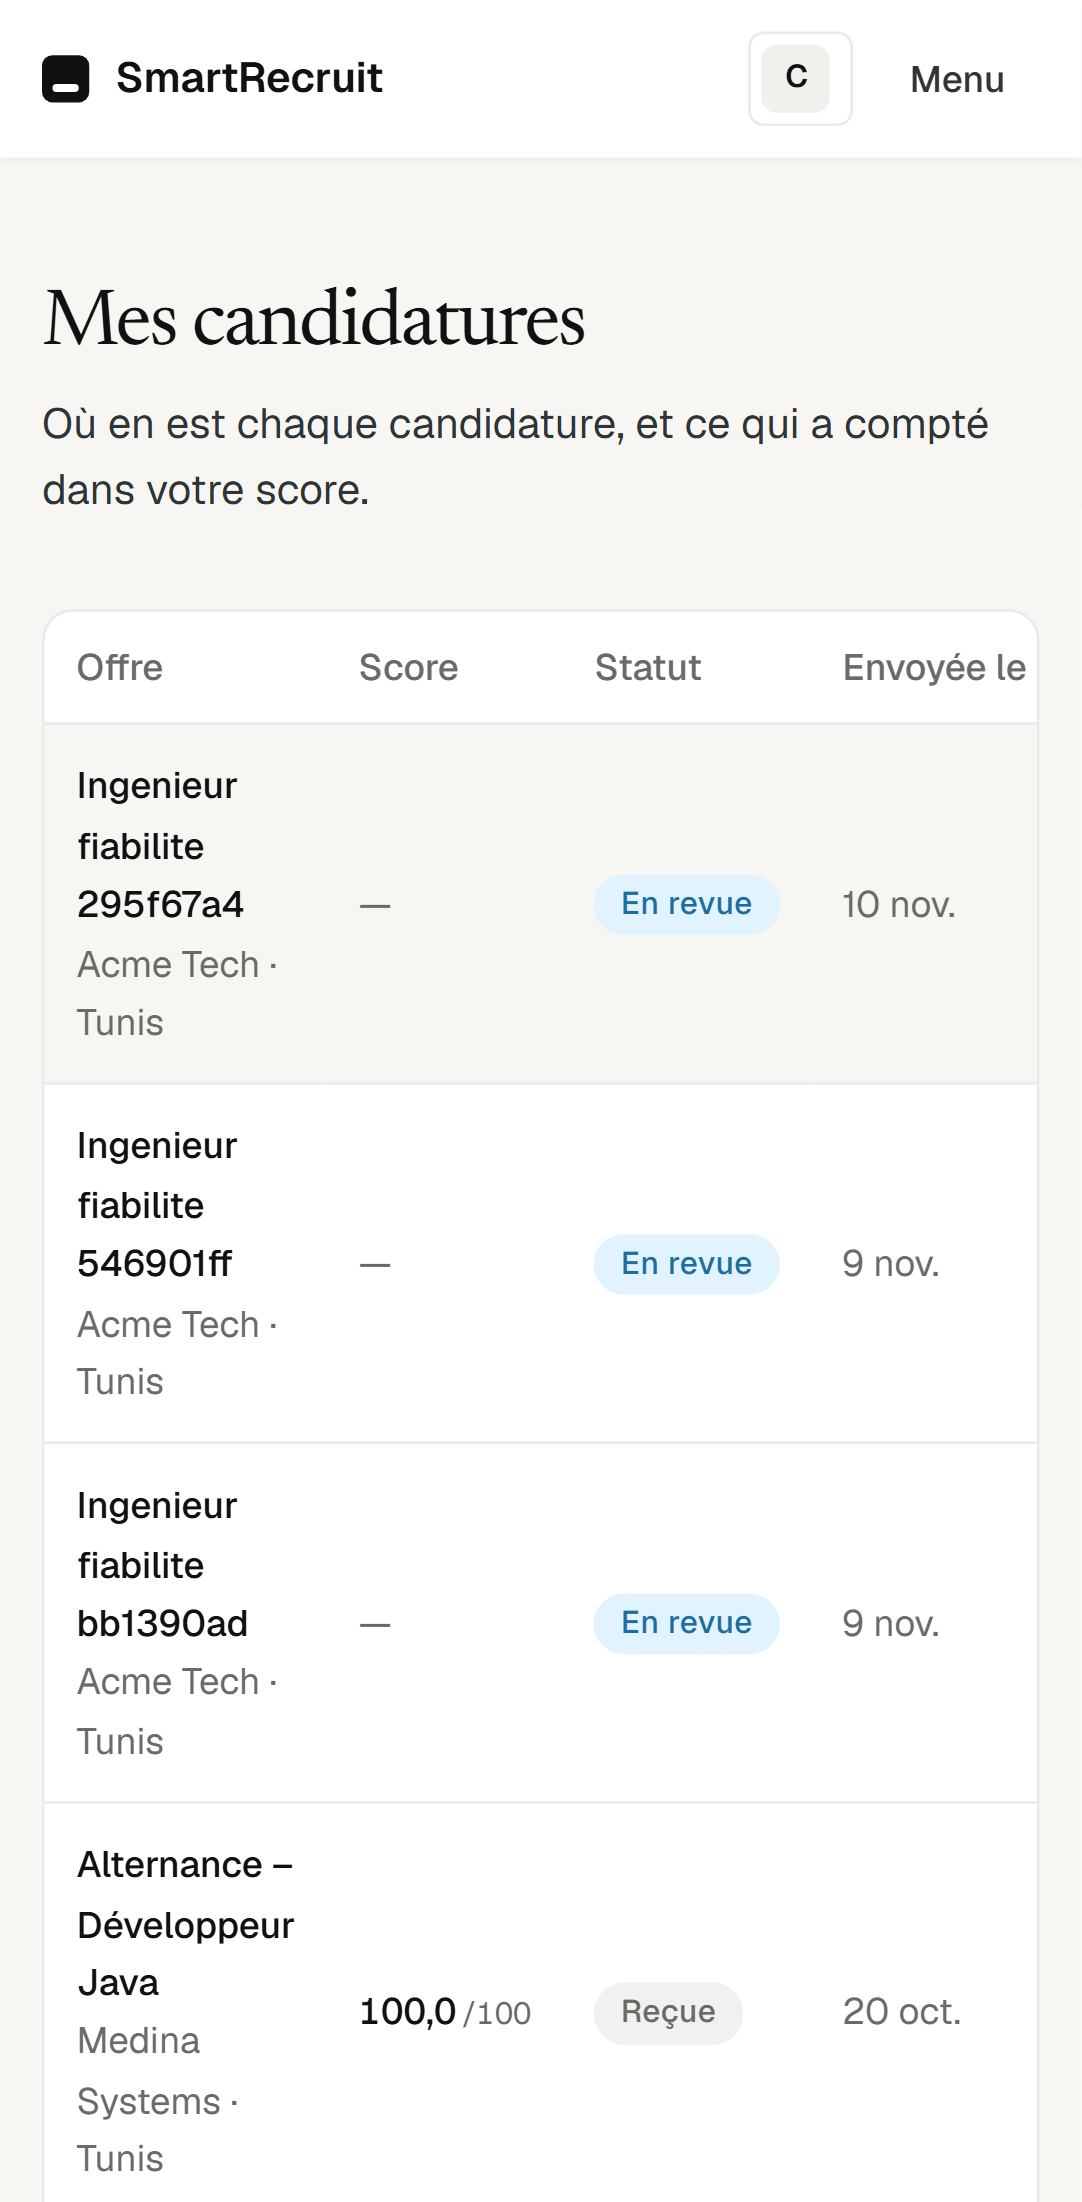 SmartRecruit
C
Menu
Mes candidatures
Où en est chaque candidature, et ce qui a compté
dans votre score.
Offre Score Statut Envoyée le
Ingenieur
fiabilite
295f67a4 — En revue 10 nov.
Acme Tech ·
Tunis
Ingenieur
fiabilite
546901ff — En revue 9 nov.
Acme Tech ·
Tunis
Ingenieur
fiabilite
bb1390ad — En revue 9 nov.
Acme Tech ·
Tunis
Alternance –
Développeur
Java
100,0 /100 Reçue 20 oct.
Medina
Systems ·
Tunis